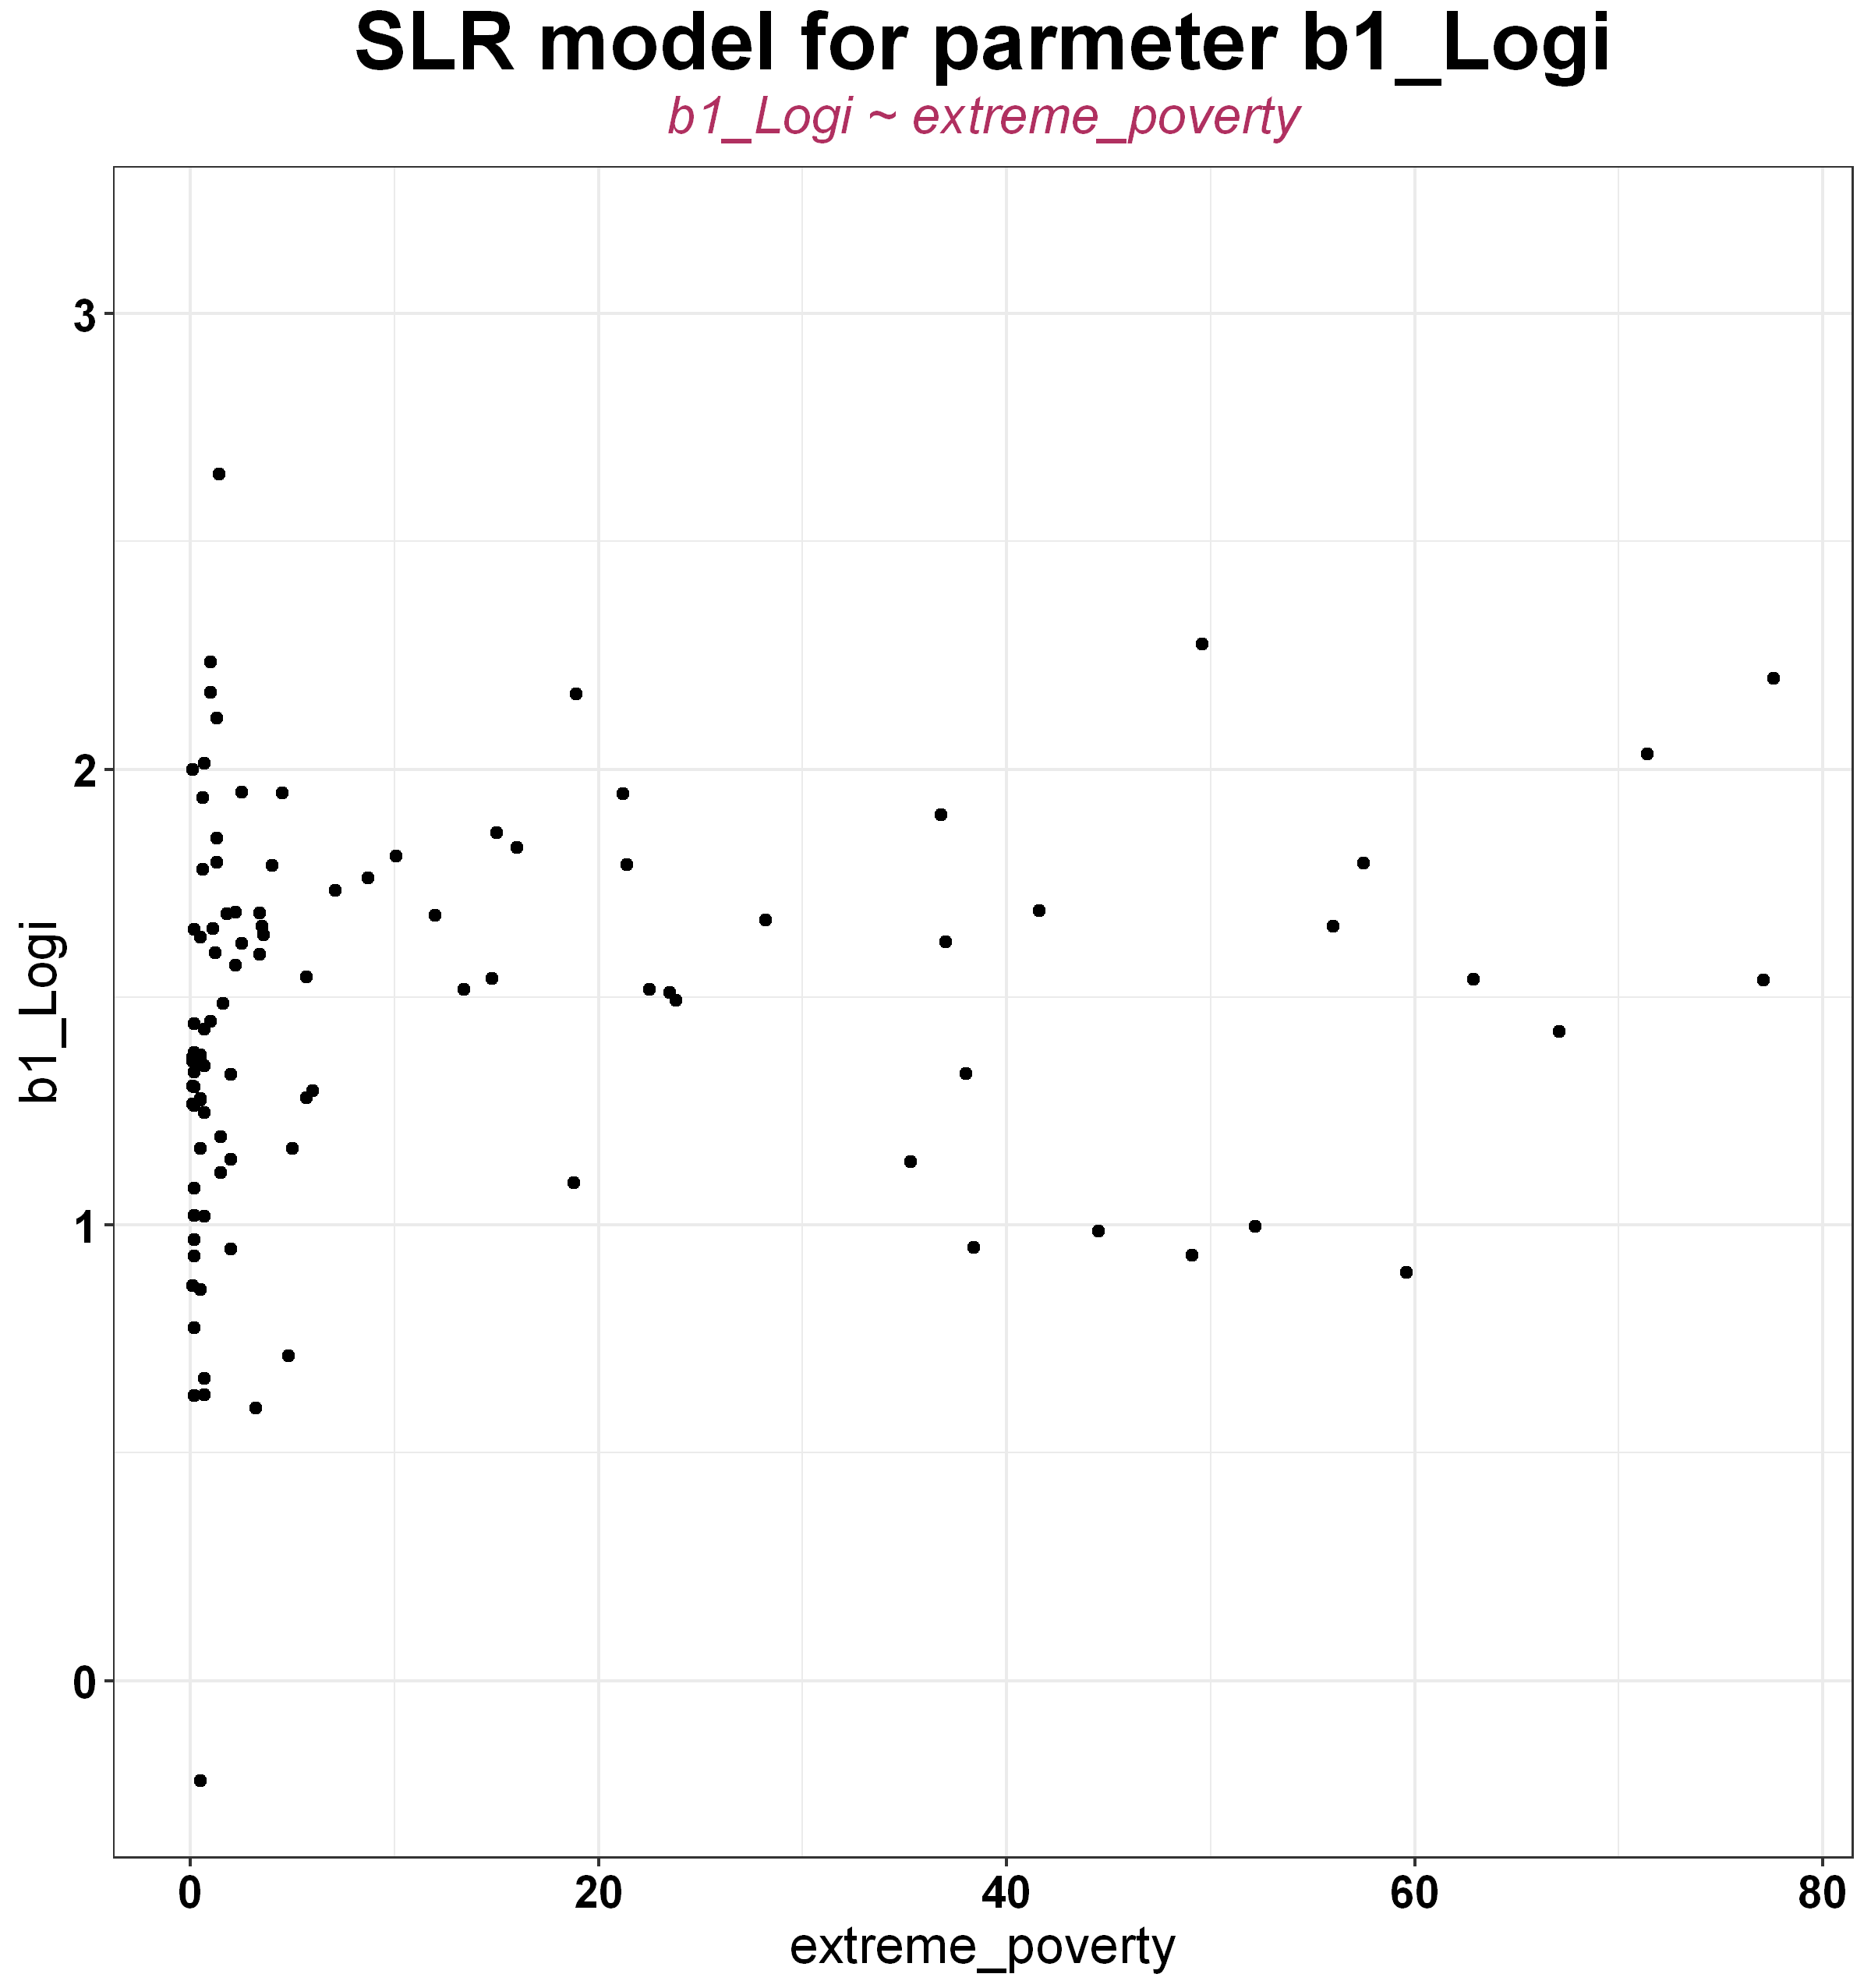 SLR model for parmeter b1_Logi
b1_Logi ~ extreme_poverty
3
2
1
0
b1_Logi
0 20 40 60 80
extreme_poverty